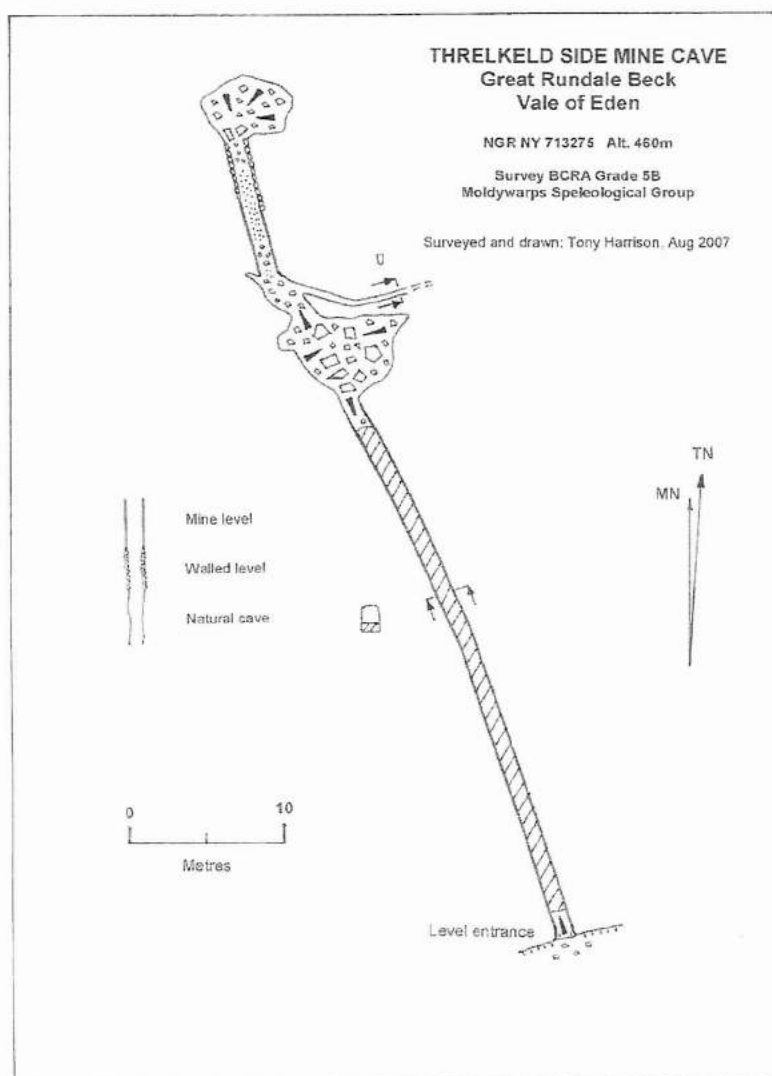 THRELKELD SIDE MINE CAVE
Great Rundale Beck
Vale of Eden
NGR NY 713275 Alt. 460m
Survey BCRA Grade 5B
Moldywarps Speleological Group
Surveyed and drawn: Tony Harrison, Aug 2007
U
TN
MN
Mine level
Walled level
Natural cave
0 10
Metres
Level entrance